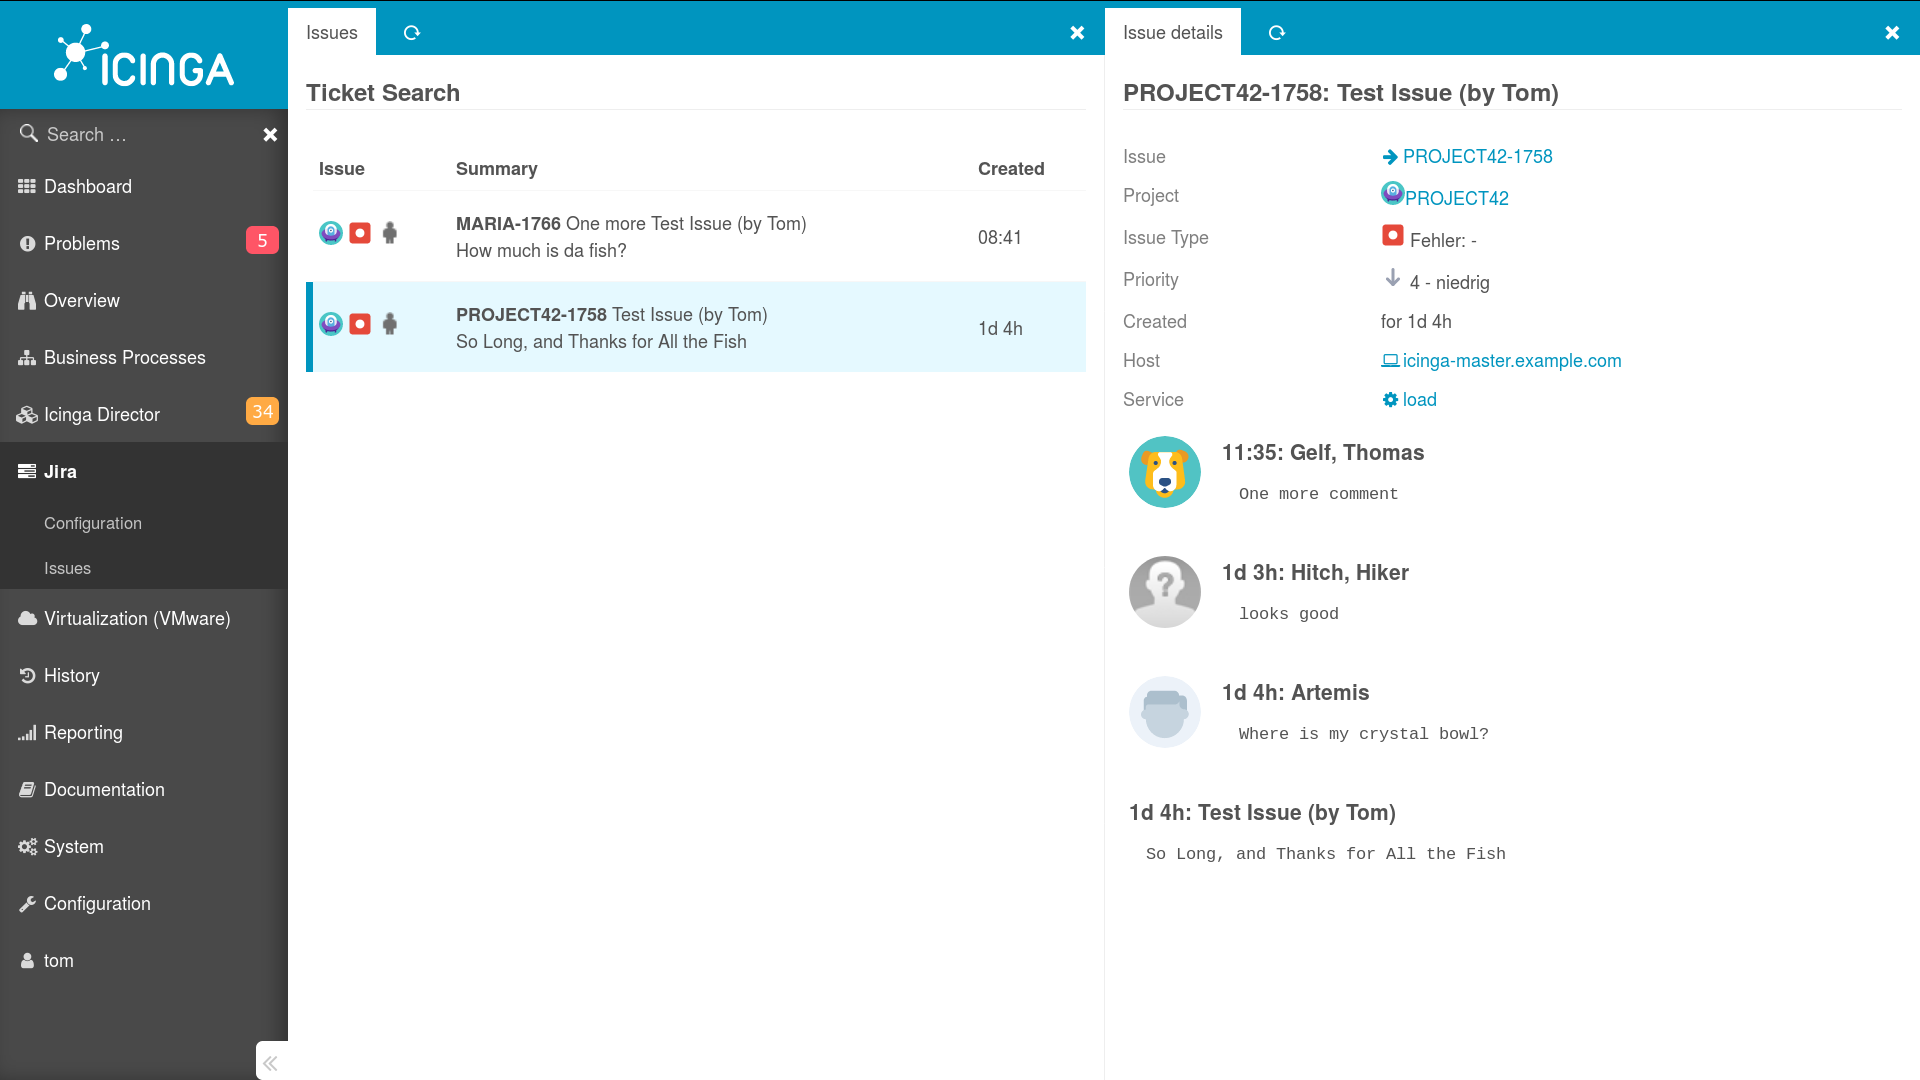 ICINGA
Search …
Dashboard
Problems 5
Overview
Business Processes
Icinga Director 34
Jira
Configuration
Issues
Virtualization (VMware)
History
Reporting
Documentation
System
Configuration
tom
Issues
Ticket Search
Issue Summary Created
MARIA-1766 One more Test Issue (by Tom)
How much is da fish?
08:41
PROJECT42-1758 Test Issue (by Tom)
So Long, and Thanks for All the Fish
1d 4h
Issue details
PROJECT42-1758: Test Issue (by Tom)
Issue PROJECT42-1758
Project PROJECT42
Issue Type Fehler: -
Priority 4 - niedrig
Created for 1d 4h
Host icinga-master.example.com
Service load
11:35: Gelf, Thomas
One more comment
1d 3h: Hitch, Hiker
looks good
1d 4h: Artemis
Where is my crystal bowl?
1d 4h: Test Issue (by Tom)
So Long, and Thanks for All the Fish